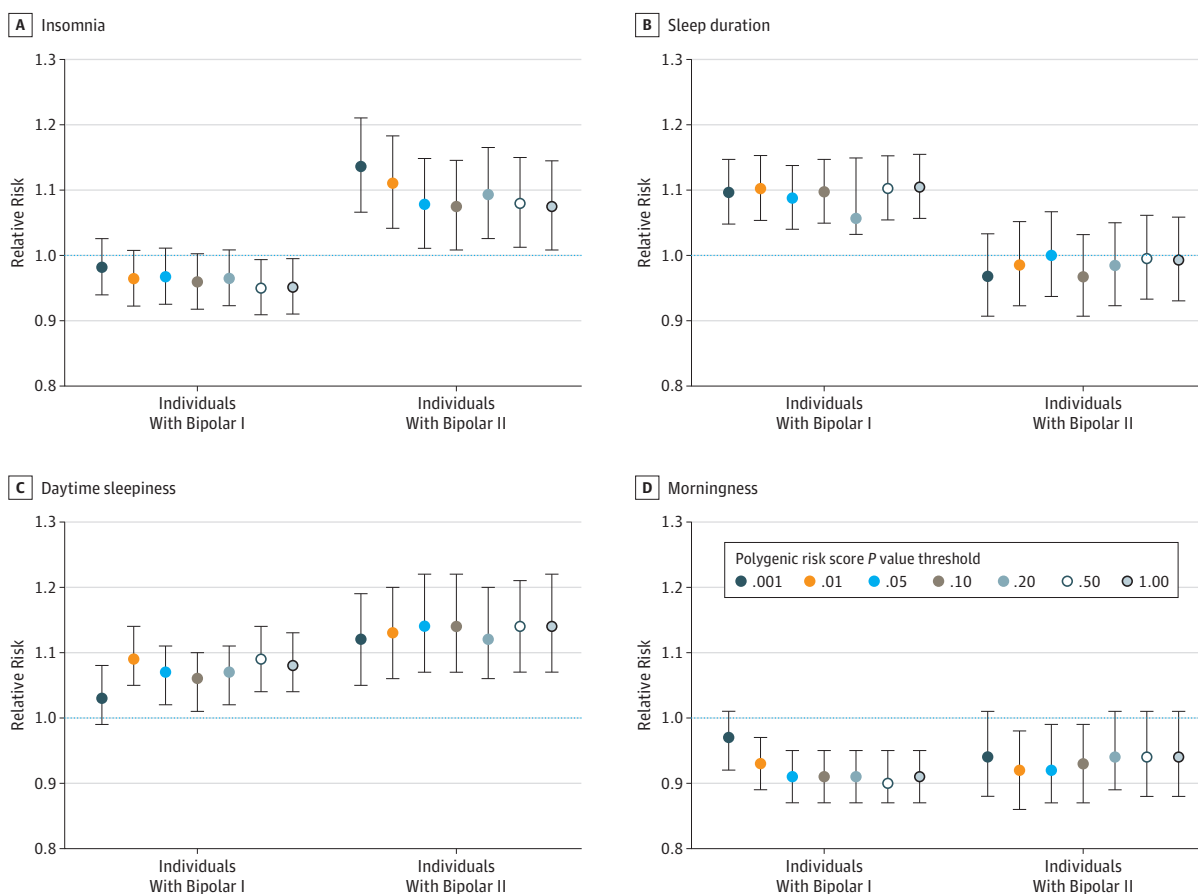 A Insomnia
1.3
1.2
1.1
1.0
0.9
0.8
Relative Risk
Individuals
With Bipolar I
Individuals
With Bipolar II
B Sleep duration
1.3
1.2
1.1
1.0
0.9
0.8
Relative Risk
Individuals
With Bipolar I
Individuals
With Bipolar II
C Daytime sleepiness
1.3
1.2
1.1
1.0
0.9
0.8
Relative Risk
Individuals
With Bipolar I
Individuals
With Bipolar II
D Morningness
1.3
1.2
1.1
1.0
0.9
0.8
Relative Risk
Polygenic risk score P value threshold
.001 .01 .05 .10 .20 .50 1.00
Individuals
With Bipolar I
Individuals
With Bipolar II